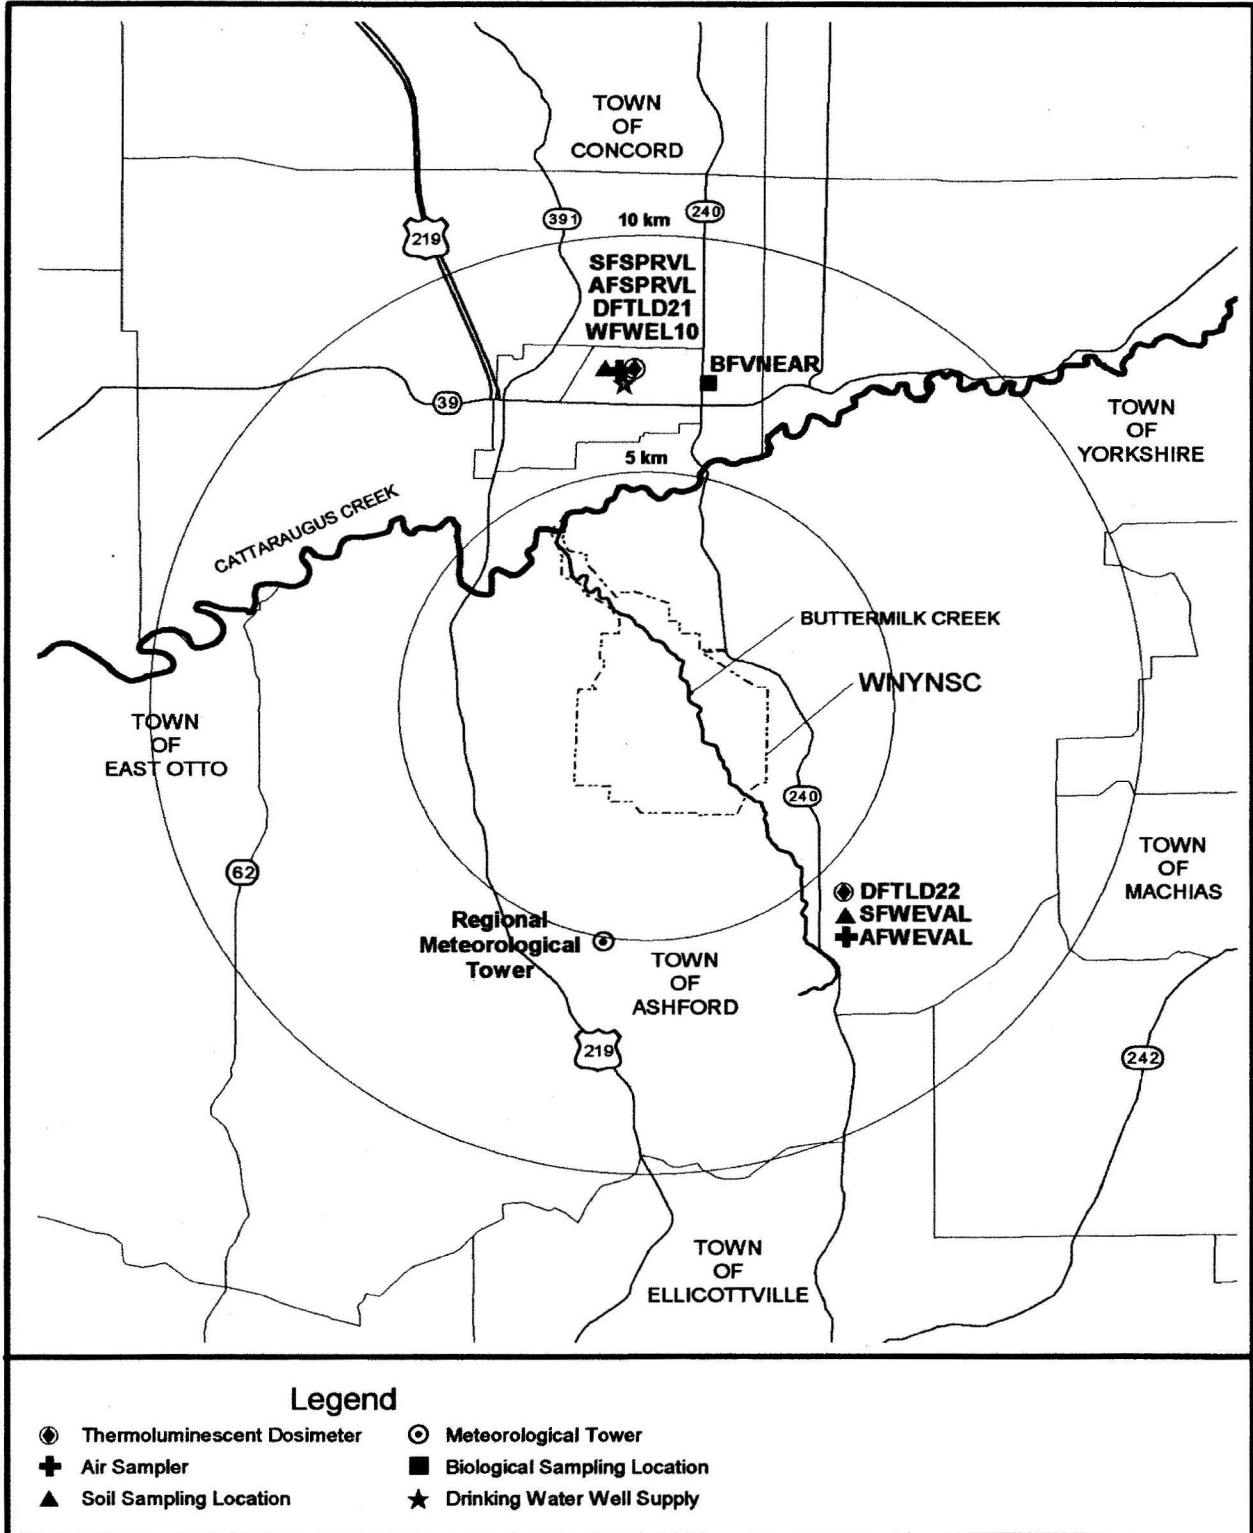 TOWN
OF
CONCORD
391
10 km
240
219
SFSPRVL
AFSPRVL
DFTLD21
WFWEL10
BFVNEAR
39
TOWN
OF
YORKSHIRE
5 km
CATTARAUGUS CREEK
BUTTERMILK CREEK
WNYNSC
TOWN
OF
EAST OTTO
240
62
TOWN
OF
MACHIAS
DFTLD22
SFWEVAL
AFWEVAL
Regional
Meteorological
Tower
TOWN
OF
ASHFORD
219
242
TOWN
OF
ELLICOTTVILLE
Legend
Thermoluminescent Dosimeter
Meteorological Tower
Air Sampler
Biological Sampling Location
Soil Sampling Location
Drinking Water Well Supply